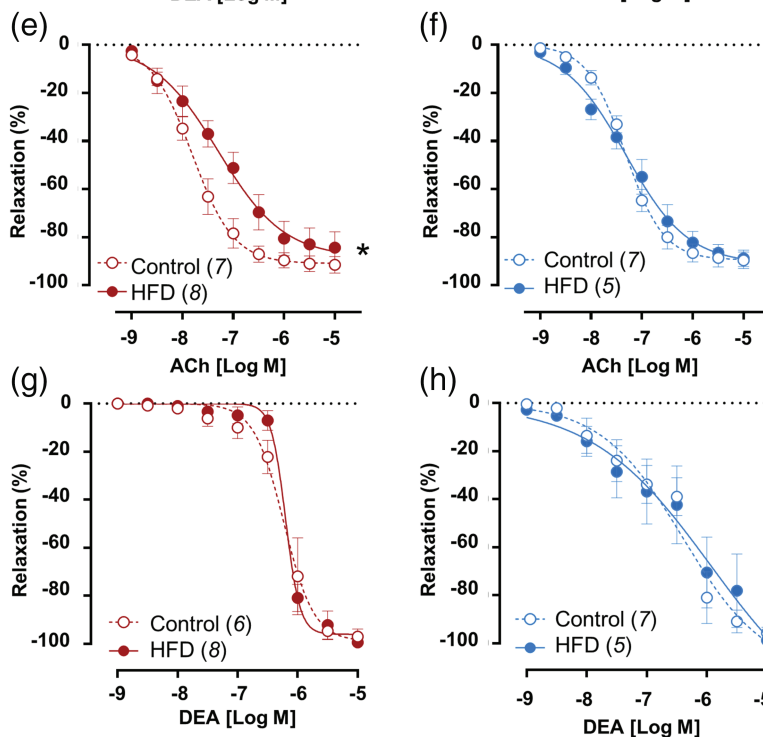 DEA [Log M]
(e)
0
-20
-40
-60
-80
-100
Relaxation (%)
*
Control (7)
HFD (8)
-9 -8 -7 -6 -5
ACh [Log M]
(f)
0
-20
-40
-60
-80
-100
Relaxation (%)
Control (7)
HFD (5)
-9 -8 -7 -6 -5
ACh [Log M]
(g)
0
-20
-40
-60
-80
-100
Relaxation (%)
Control (6)
HFD (8)
-9 -8 -7 -6 -5
DEA [Log M]
(h)
0
-20
-40
-60
-80
-100
Relaxation (%)
Control (7)
HFD (5)
-9 -8 -7 -6 -5
DEA [Log M]